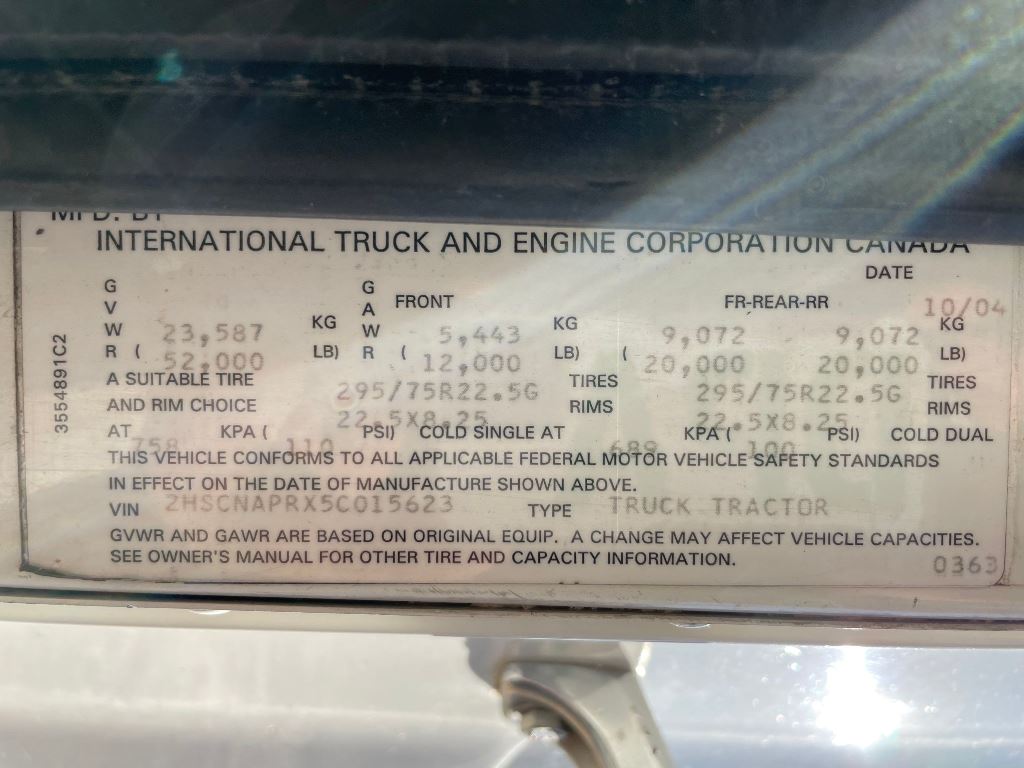 MFD. BY
INTERNATIONAL TRUCK AND ENGINE CORPORATION CANADA
DATE
10/04
GVWR 23,587 KG GAWR FRONT 5,443 KG FR-REAR-RR 9,072 9,072 KG
( 52,000 LB) ( 12,000 LB) ( 20,000 20,000 LB)
A SUITABLE TIRE 295/75R22.5G TIRES 295/75R22.5G TIRES
AND RIM CHOICE 22.5X8.25 RIMS 22.5X8.25 RIMS
AT 758 KPA ( 110 PSI) COLD SINGLE AT 689 KPA ( 100 PSI) COLD DUAL
THIS VEHICLE CONFORMS TO ALL APPLICABLE FEDERAL MOTOR VEHICLE SAFETY STANDARDS
IN EFFECT ON THE DATE OF MANUFACTURE SHOWN ABOVE.
VIN 2HSCNAPRX5C015623 TYPE TRUCK TRACTOR
GVWR AND GAWR ARE BASED ON ORIGINAL EQUIP. A CHANGE MAY AFFECT VEHICLE CAPACITIES.
SEE OWNER'S MANUAL FOR OTHER TIRE AND CAPACITY INFORMATION.
0363
3554891C2